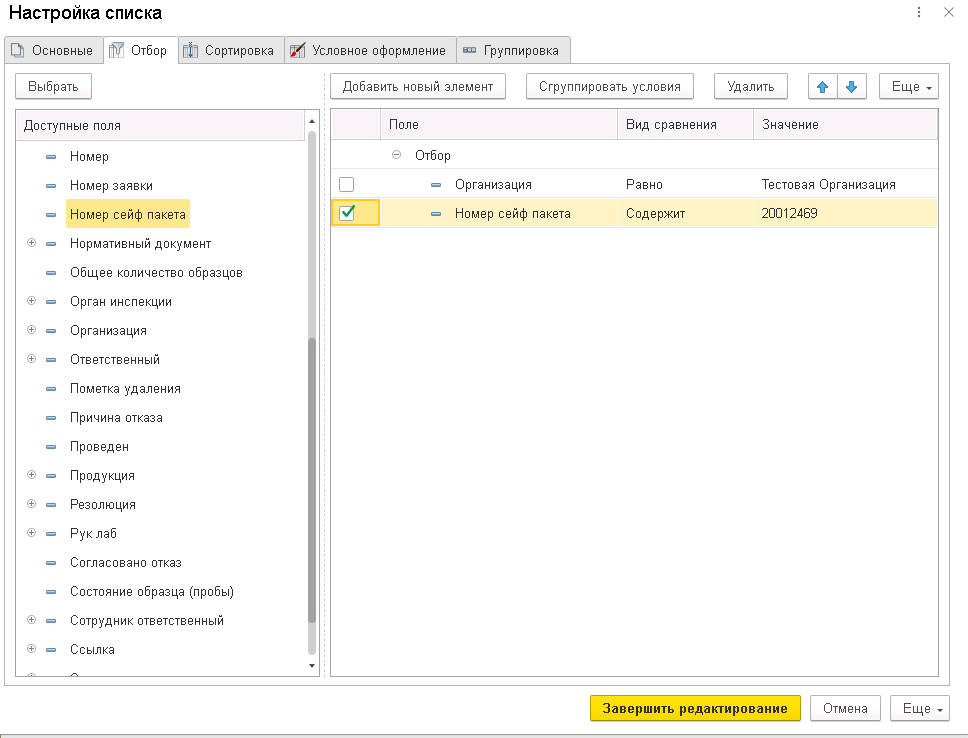 Настройка списка
Основные Отбор Сортировка Условное оформление Группировка
Выбрать Добавить новый элемент Сгруппировать условия Удалить Еще
Доступные поля
Номер
Номер заявки
Номер сейф пакета
Нормативный документ
Общее количество образцов
Орган инспекции
Организация
Ответственный
Пометка удаления
Причина отказа
Проведен
Продукция
Резолюция
Рук лаб
Согласовано отказ
Состояние образца (пробы)
Сотрудник ответственный
Ссылка
Поле Вид сравнения Значение
Отбор
Организация Равно Тестовая Организация
Номер сейф пакета Содержит 20012469
Завершить редактирование Отмена Еще